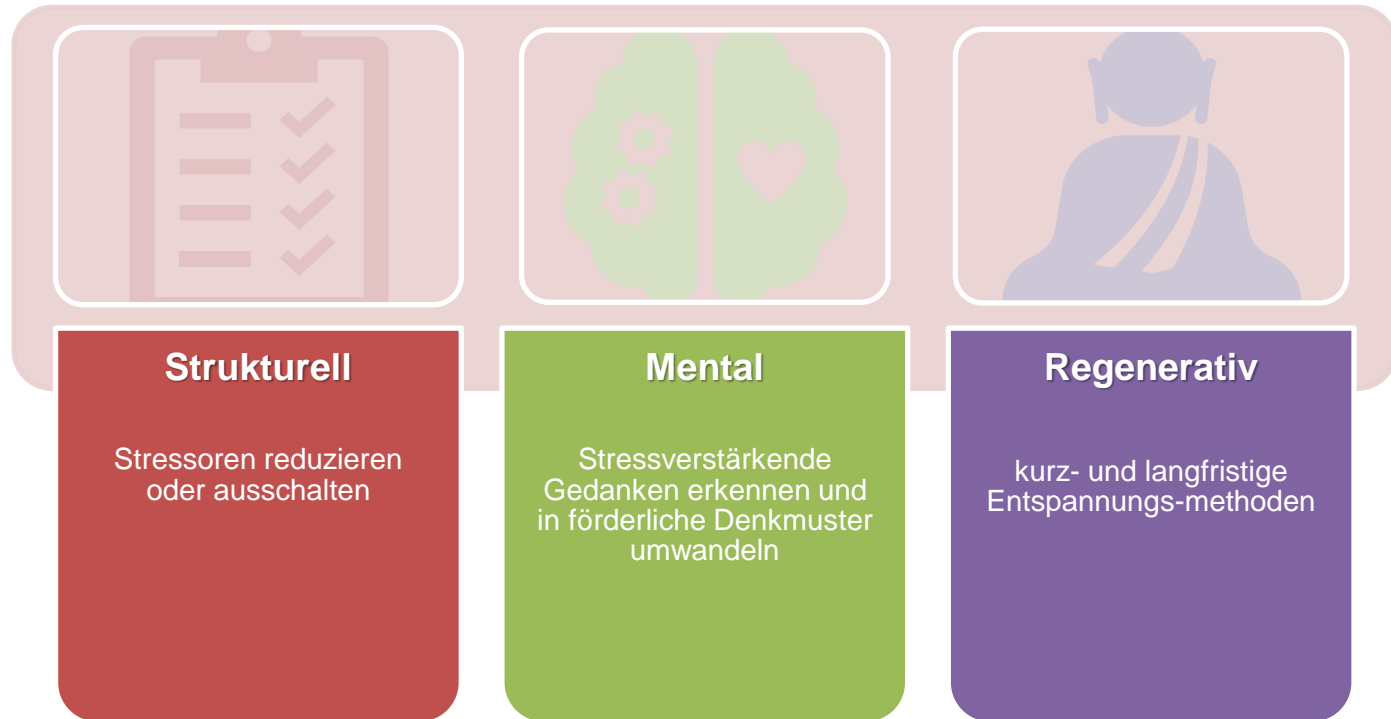 Strukturell
Stressoren reduzieren
oder ausschalten
Mental
Stressverstärkende
Gedanken erkennen und
in förderliche Denkmuster
umwandeln
Regenerativ
kurz- und langfristige
Entspannungs-methoden